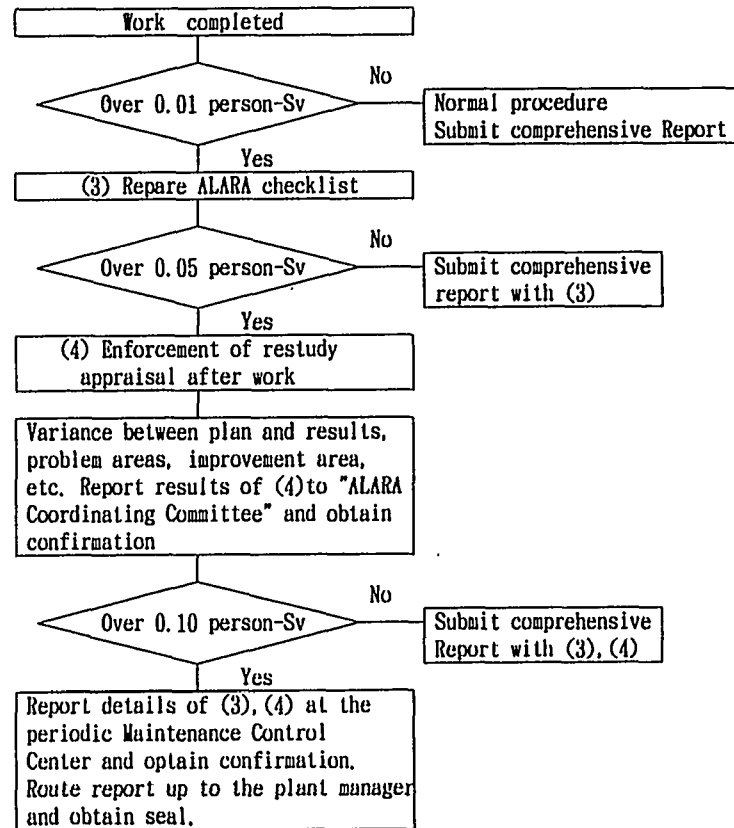 Work completed
No
Over 0.01 person-Sv
Normal procedure
Submit comprehensive Report
Yes
(3) Repare ALARA checklist
No
Over 0.05 person-Sv
Submit comprehensive
report with (3)
Yes
(4) Enforcement of restudy
appraisal after work
Variance between plan and results,
problem areas, improvement area,
etc. Report results of (4)to "ALARA
Coordinating Committee" and obtain
confirmation
No
Over 0.10 person-Sv
Submit comprehensive
Report with (3),(4)
Yes
Report details of (3),(4) at the
periodic Maintenance Control
Center and optain confirmation.
Route report up to the plant manager
and obtain seal.